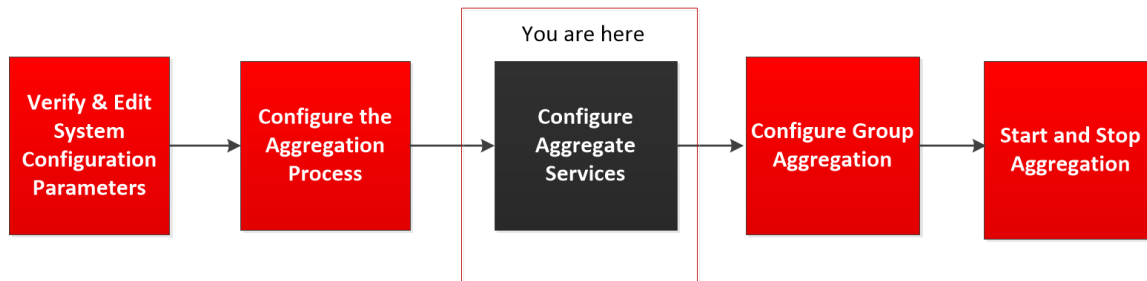 You are here
Verify & Edit
System
Configuration
Parameters
Configure the
Aggregation
Process
Configure
Aggregate
Services
Configure Group
Aggregation
Start and Stop
Aggregation